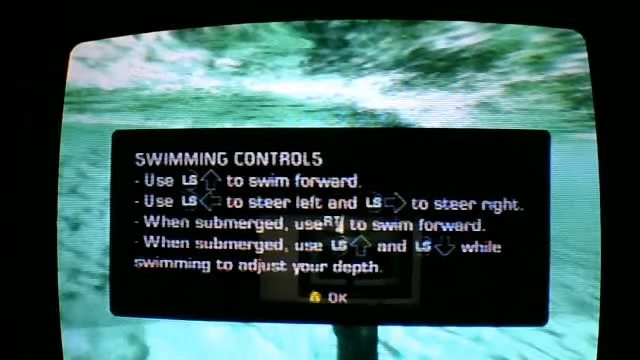 SWIMMING CONTROLS
- Use LS↑ to swim forward.
- Use LS← to steer left and LS→ to steer right.
- When submerged, use RT to swim forward.
- When submerged, use LS↑ and LS↓ while
swimming to adjust your depth.
OK